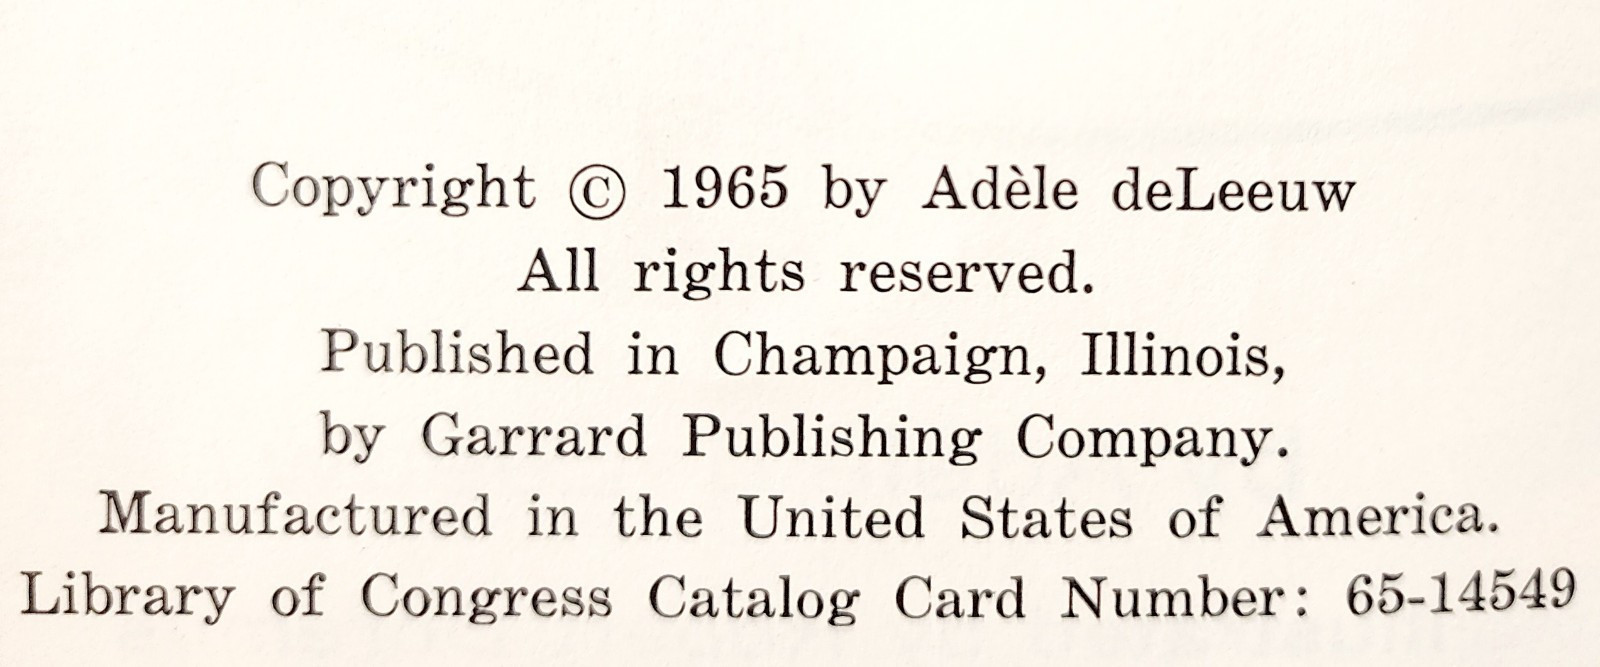 Copyright © 1965 by Adèle deLeeuw
All rights reserved.
Published in Champaign, Illinois,
by Garrard Publishing Company.
Manufactured in the United States of America.
Library of Congress Catalog Card Number: 65-14549